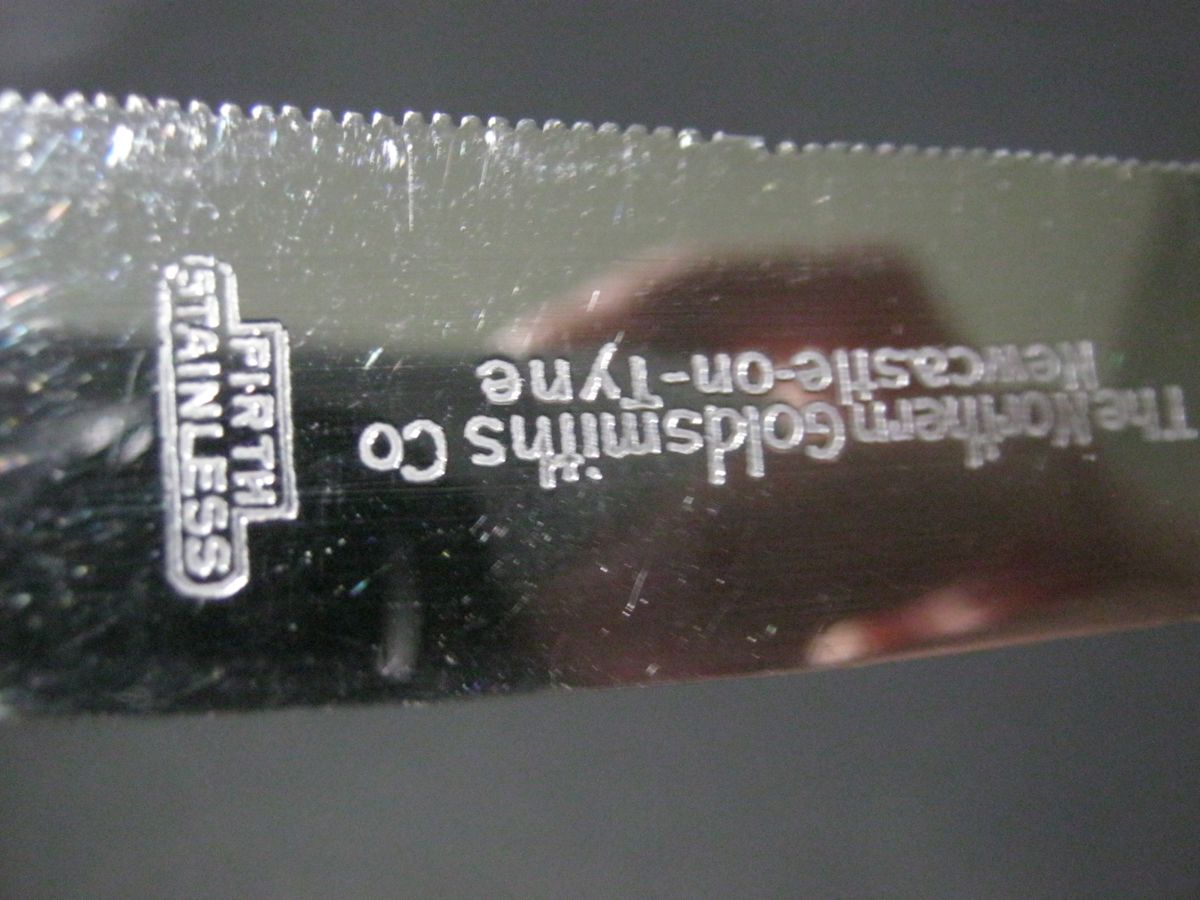 The Northern Goldsmiths Co
Newcastle-on-Tyne
FIRTH
STAINLESS